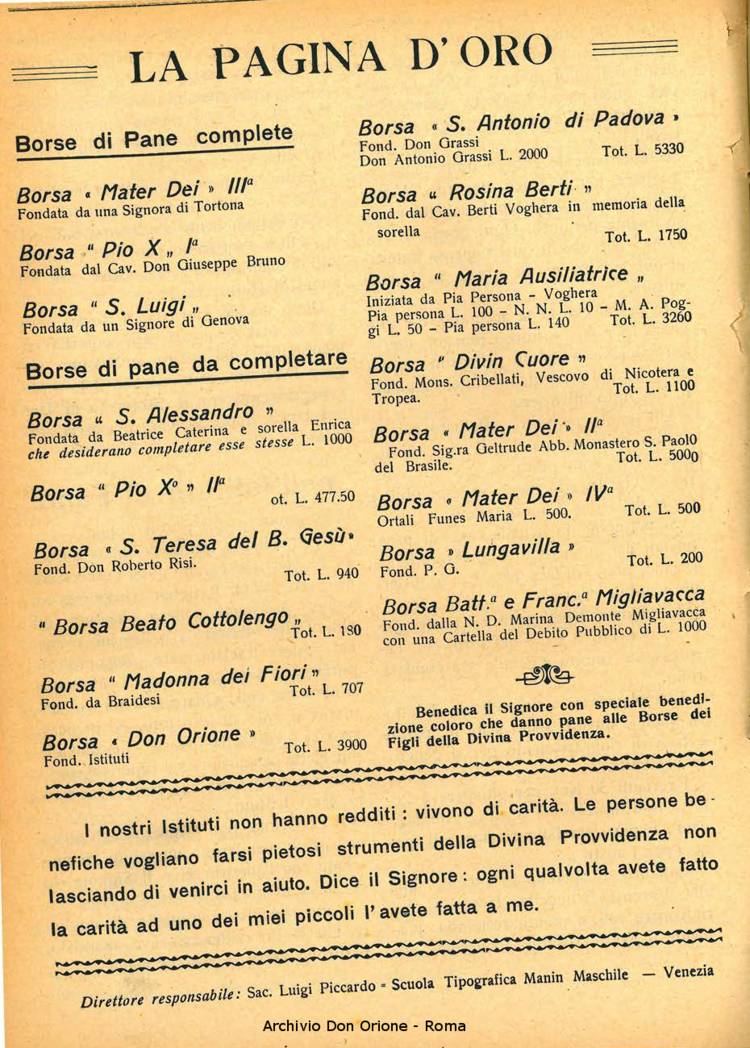 LA PAGINA D'ORO
Borse di Pane complete
Borsa « Mater Dei » IIIª
Fondata da una Signora di Tortona
Borsa “ Pio X „ Iª
Fondata dal Cav. Don Giuseppe Bruno
Borsa “ S. Luigi „
Fondata da un Signore di Genova
Borse di pane da completare
Borsa “ S. Alessandro ”
Fondata da Beatrice Caterina e sorella Enrica
che desiderano completare esse stesse L. 1000
Borsa “ Pio Xº ” IIª
ot. L. 477.50
Borsa « S. Teresa del B. Gesù»
Fond. Don Roberto Risi.
Tot. L. 940
“ Borsa Beato Cottolengo „
Tot. L. 180
Borsa “ Madonna dei Fiori ”
Fond. da Braidesi Tot. L. 707
Borsa « Don Orione »
Fond. Istituti Tot. L. 3900
Borsa « S. Antonio di Padova »
Fond. Don Grassi
Don Antonio Grassi L. 2000 Tot. L. 5330
Borsa “ Rosina Berti ”
Fond. dal Cav. Berti Voghera in memoria della
sorella Tot. L. 1750
Borsa “ Maria Ausiliatrice „
Iniziata da Pia Persona - Voghera
Pia persona L. 100 - N. N. L. 10 - M. A. Pog-
gi L. 50 - Pia persona L. 140 Tot. L. 3260
Borsa “ Divin Cuore ”
Fond. Mons. Cribellati, Vescovo di Nicotera e
Tropea. Tot. L. 1100
Borsa « Mater Dei » IIª
Fond. Sig.ra Geltrude Abb. Monastero S. Paolo
del Brasile. Tot. L. 5000
Borsa « Mater Dei » IVª
Ortali Funes Maria L. 500. Tot. L. 500
Borsa » Lungavilla »
Fond. P. G. Tot. L. 200
Borsa Batt.ª e Franc.ª Migliavacca
Fond. dalla N. D. Marina Demonte Migliavacca
con una Cartella del Debito Pubblico di L. 1000
Benedica il Signore con speciale benedi-
zione coloro che danno pane alle Borse dei
Figli della Divina Provvidenza.
I nostri Istituti non hanno redditi : vivono di carità. Le persone be-
nefiche vogliano farsi pietosi strumenti della Divina Provvidenza non
lasciando di venirci in aiuto. Dice il Signore : ogni qualvolta avete fatto
la carità ad uno dei miei piccoli l'avete fatta a me.
Direttore responsabile: Sac. Luigi Piccardo - Scuola Tipografica Manin Maschile — Venezia
Archivio Don Orione - Roma